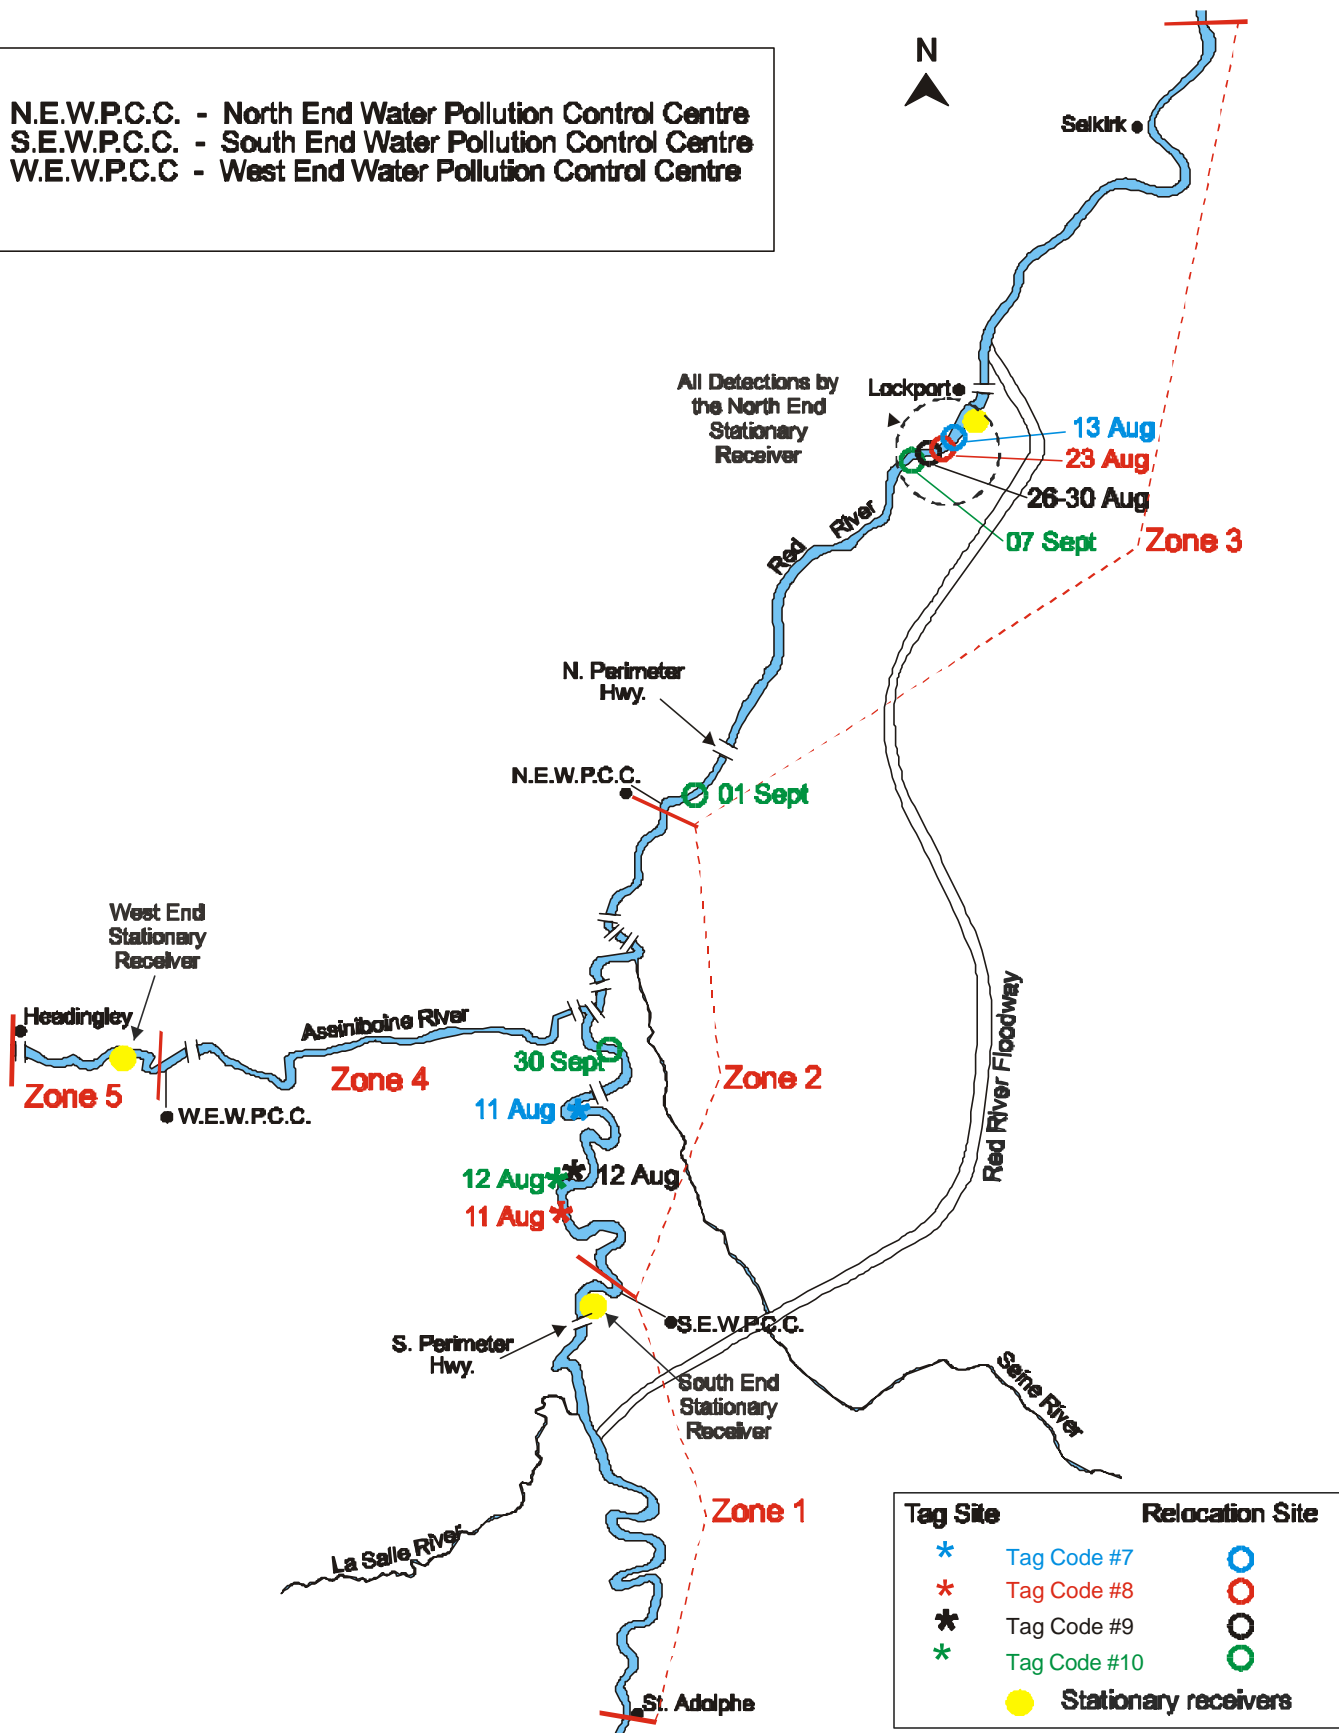 N
N.E.W.P.C.C. - North End Water Pollution Control Centre
S.E.W.P.C.C. - South End Water Pollution Control Centre
W.E.W.P.C.C - West End Water Pollution Control Centre
Selkirk
All Detections by
the North End
Stationary
Receiver
Lockport
13 Aug
23 Aug
26-30 Aug
07 Sept
Zone 3
Red River
N. Perimeter
Hwy.
N.E.W.P.C.C.
01 Sept
West End
Stationary
Receiver
Headingley
Assiniboine River
Zone 5
Zone 4
W.E.W.P.C.C.
30 Sept
Zone 2
Red River Floodway
11 Aug
12 Aug
12 Aug
11 Aug
S.E.W.P.C.C.
S. Perimeter
Hwy.
South End
Stationary
Receiver
Seine River
Zone 1
La Salle River
St. Adolphe
Tag Site Relocation Site
Tag Code #7
Tag Code #8
Tag Code #9
Tag Code #10
Stationary receivers